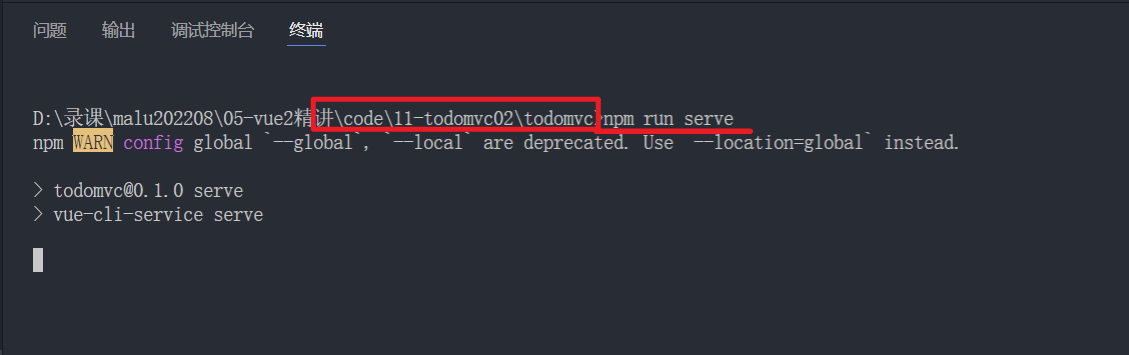 问题 输出 调试控制台 终端
D:\录课\malu202208\05-vue2精讲\code\11-todomvc02\todomvc>npm run serve
npm WARN config global `--global`, `--local` are deprecated. Use `--location=global` instead.
> todomvc@0.1.0 serve
> vue-cli-service serve